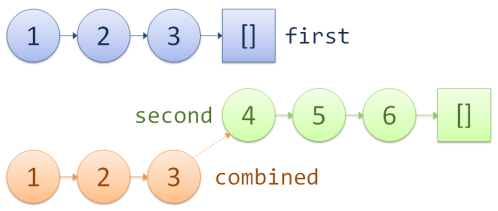 1 2 3 [] first
second 4 5 6 []
1 2 3 combined